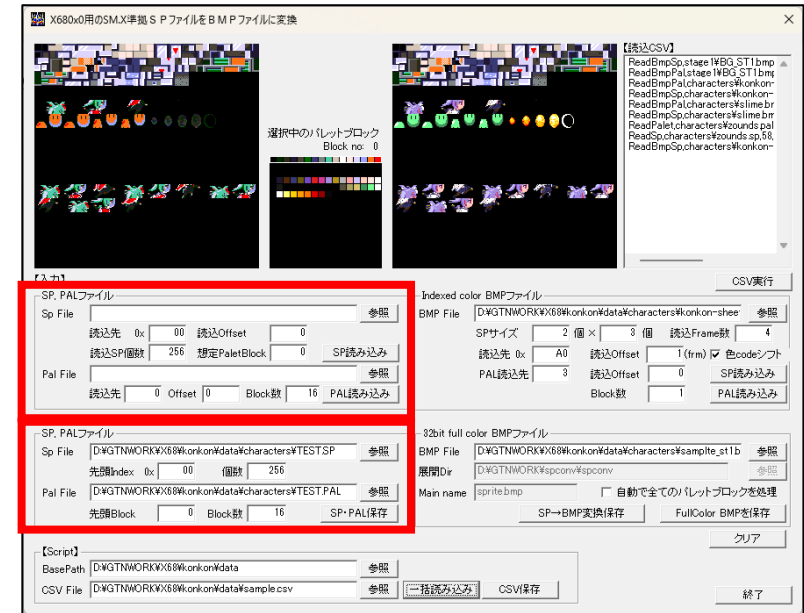 X680x0用のSM.X準拠ＳＰファイルをＢＭＰファイルに変換
【読込CSV】
ReadBmpSp,stage1¥BG_ST1.bmp
ReadBmpPal,stage1¥BG_ST1.bmp
ReadBmpSp,characters¥konkon-
ReadBmpPal,characters¥konkon-
ReadBmpPal,characters¥slime.br
ReadBmpSp,characters¥slime.br
ReadPalet,characters¥zounds.pal
ReadSp,characters¥zounds.sp,58,
ReadBmpSp,characters¥konkon-
選択中のパレットブロック
Block no: 0
CSV実行
【入力】
SP, PALファイル
Sp File 参照
読込先 0x 00 読込Offset 0
読込SP個数 256 想定PaletBlock 0 SP読み込み
Pal File 参照
読込先 0 Offset 0 Block数 16 PAL読み込み
Indexed color BMPファイル
BMP File D:¥GTNWORK¥X68¥konkon¥data¥characters¥konkon-shee 参照
SPサイズ 2 個 × 3 個 読込Frame数 4
読込先 0x A0 読込Offset 1 (frm) 色codeシフト
PAL読込先 3 読込Offset 0 SP読み込み
Block数 1 PAL読み込み
SP, PALファイル
Sp File D:¥GTNWORK¥X68¥konkon¥data¥characters¥TEST.SP 参照
先頭Index 0x 00 個数 256
Pal File D:¥GTNWORK¥X68¥konkon¥data¥characters¥TEST.PAL 参照
先頭Block 0 Block数 16 SP・PAL保存
32bit full color BMPファイル
BMP File D:¥GTNWORK¥X68¥konkon¥data¥characters¥samplte_st1.b 参照
展開Dir D:¥GTNWORK¥spconv¥spconv 参照
Main name sprite.bmp 自動で全てのパレットブロックを処理
SP→BMP変換保存 FullColor BMPを保存
クリア
【Script】
BasePath D:¥GTNWORK¥X68¥konkon¥data 参照
CSV File D:¥GTNWORK¥X68¥konkon¥data¥sample.csv 参照 一括読み込み CSV保存
終了